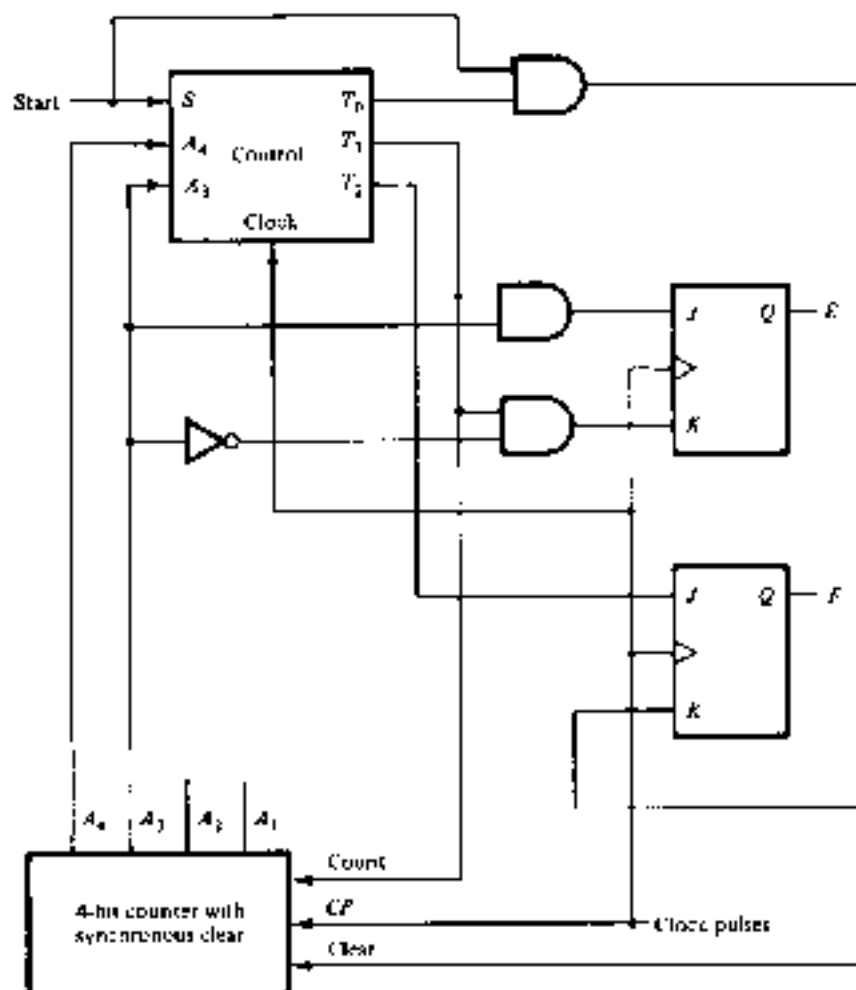 Start
S
T₀
A₄
T₁
Control
A₃
T₂
Clock
J
Q
E
K
J
Q
F
K
A₄
A₃
A₂
A₁
Count
4-bit counter with
synchronous clear
CP
Clock pulses
Clear